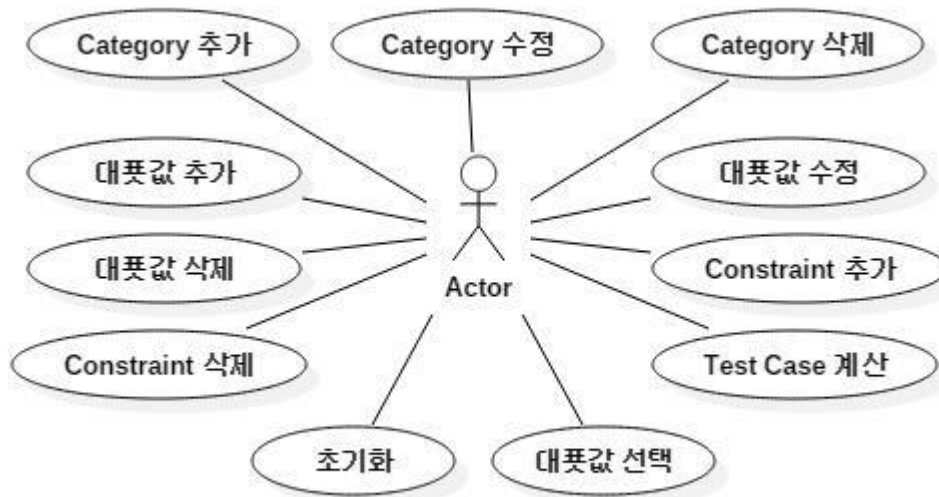 Category 추가
Category 수정
Category 삭제
대푯값 추가
대푯값 수정
대푯값 삭제
Constraint 추가
Actor
Constraint 삭제
Test Case 계산
초기화
대푯값 선택